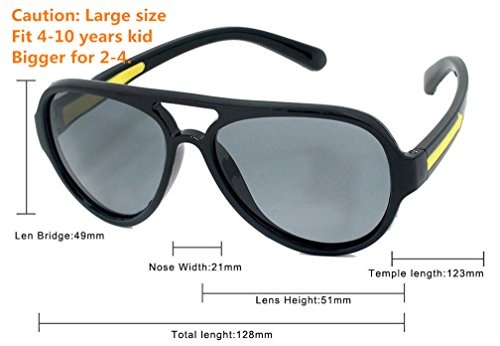 Caution: Large size
Fit 4-10 years kid
Bigger for 2-4.
Len Bridge:49mm
Nose Width:21mm
Temple length:123mm
Lens Height:51mm
Total lenght:128mm